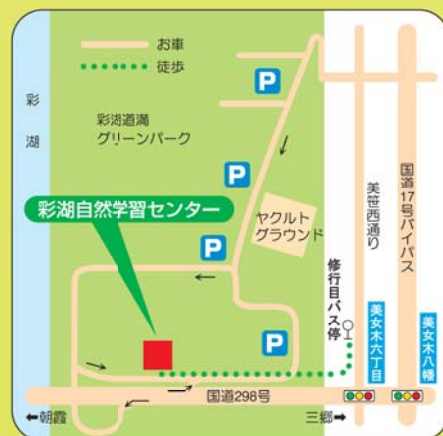 お車
徒歩
彩湖
彩湖道満
グリーンパーク
P
P
P
P
彩湖自然学習センター
ヤクルト
グラウンド
修行目バス停
美笹西通り
国道17号バイパス
美女木六丁目
美女木八幡
国道298号
←朝霞
三郷→